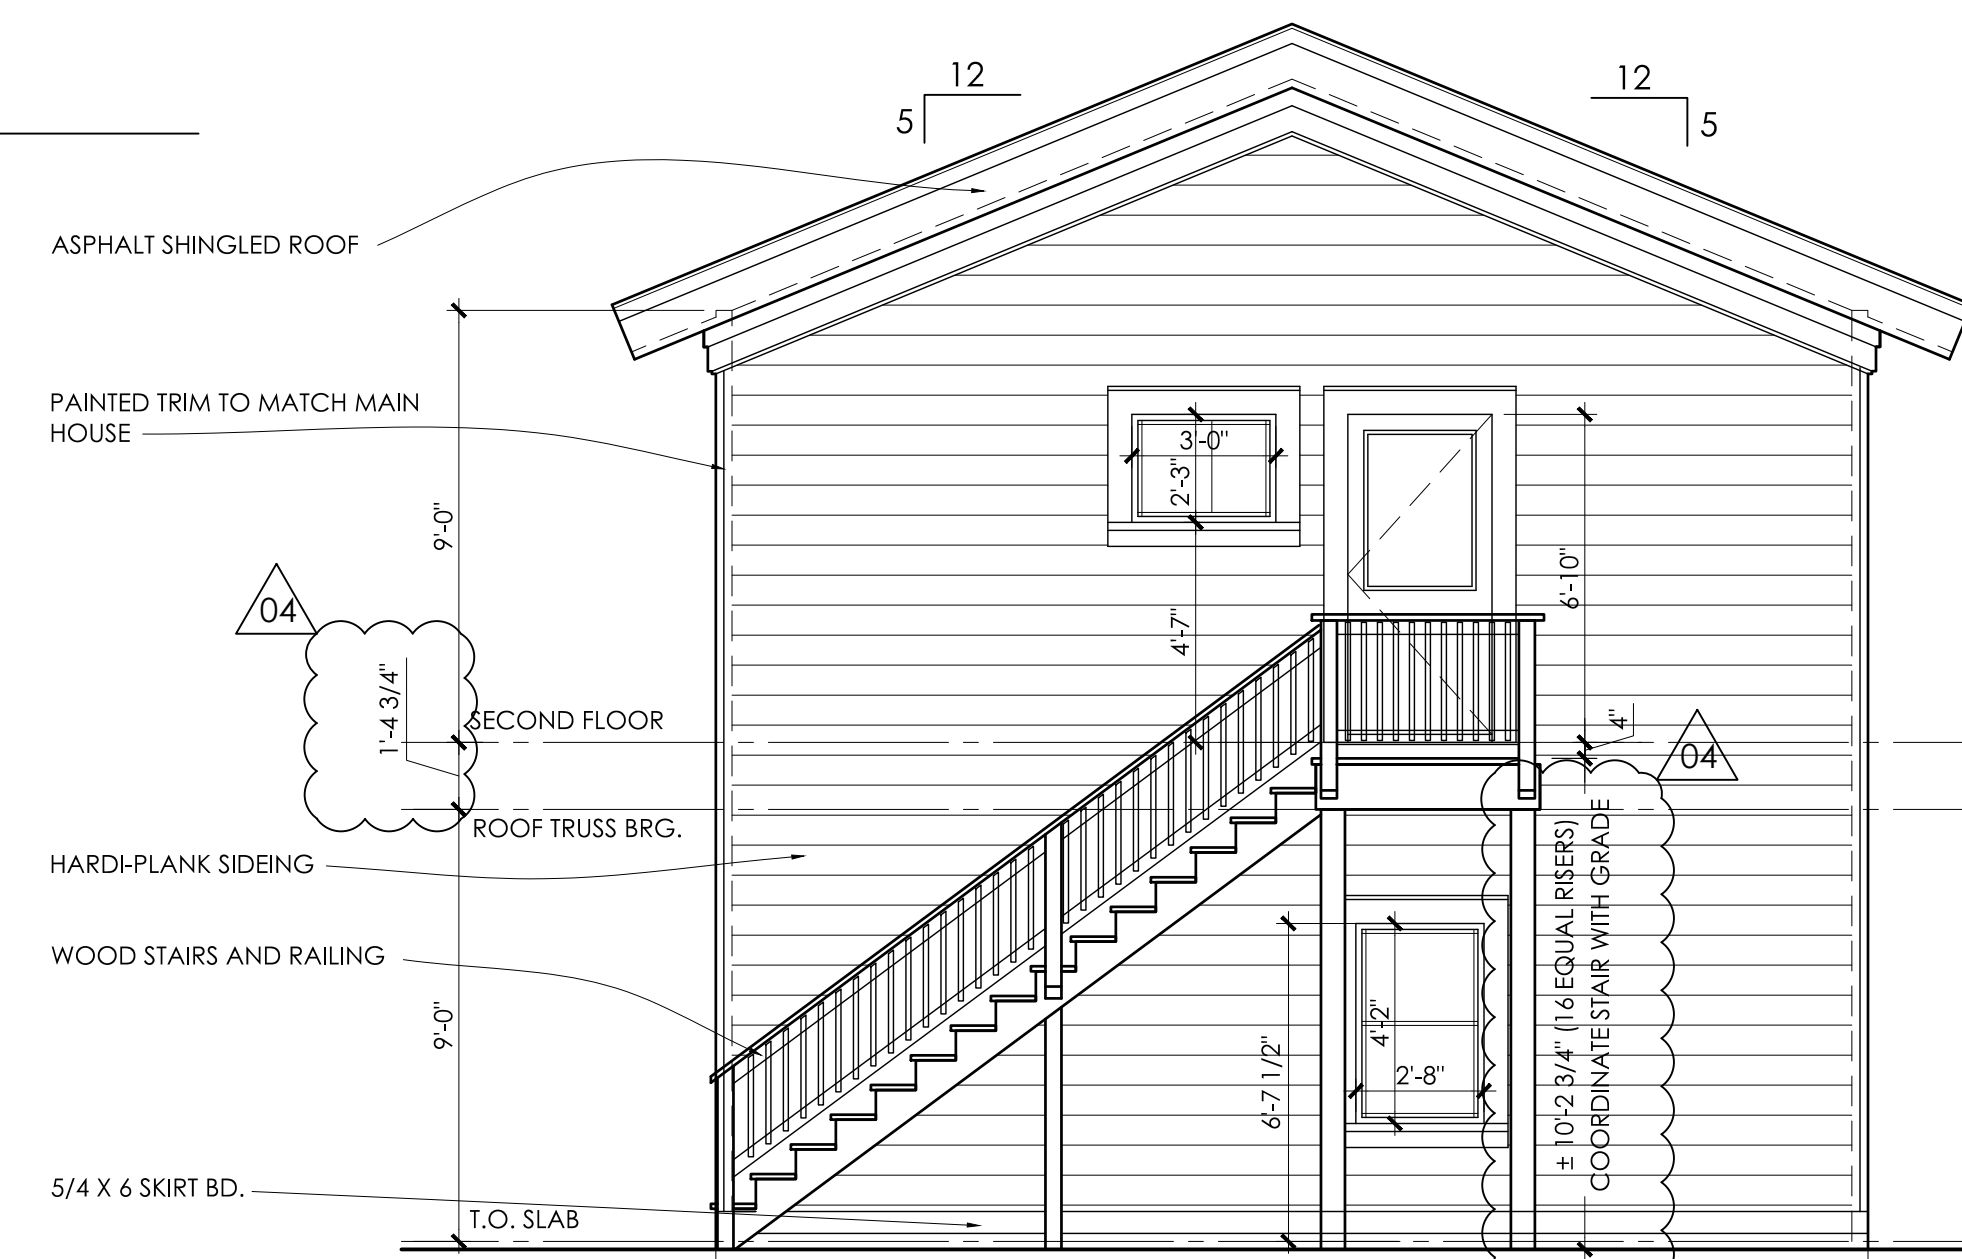 12
5
12
5
ASPHALT SHINGLED ROOF
PAINTED TRIM TO MATCH MAIN
HOUSE
3'-0"
2'-3"
9'-0"
6'-10"
04
4'-7"
1'-4 3/4"
SECOND FLOOR
4"
04
ROOF TRUSS BRG.
HARDI-PLANK SIDEING
WOOD STAIRS AND RAILING
9'-0"
4'-2"
2'-8"
6'-7 1/2"
± 10'-2 3/4" (16 EQUAL RISERS)
COORDINATE STAIR WITH GRADE
5/4 X 6 SKIRT BD.
T.O. SLAB